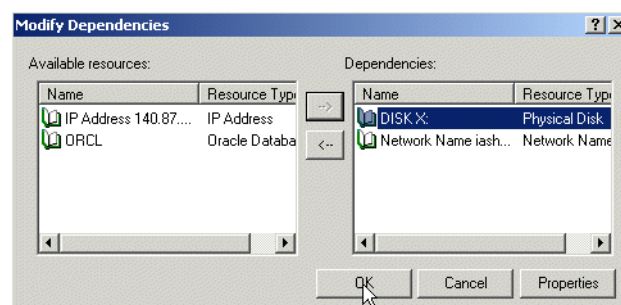 Modify Dependencies
Available resources:
Dependencies:
Name Resource Typ
Name Resource Typ
IP Address 140.87.... IP Address
ORCL Oracle Databa
DISK X: Physical Disk
Network Name iash... Network Name
-->
<--
OK Cancel Properties